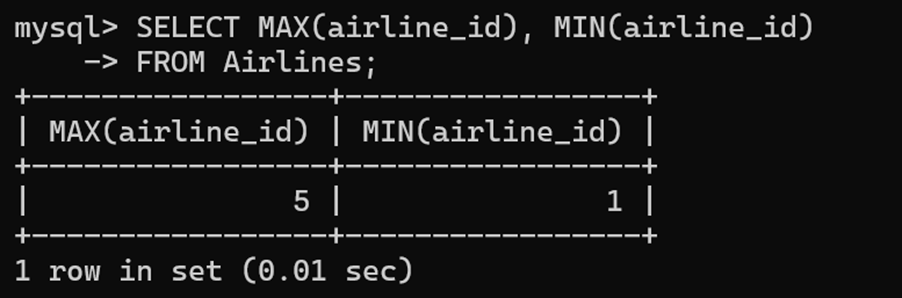 mysql> SELECT MAX(airline_id), MIN(airline_id)
    -> FROM Airlines;
+-----------------+-----------------+
| MAX(airline_id) | MIN(airline_id) |
+-----------------+-----------------+
|               5 |               1 |
+-----------------+-----------------+
1 row in set (0.01 sec)